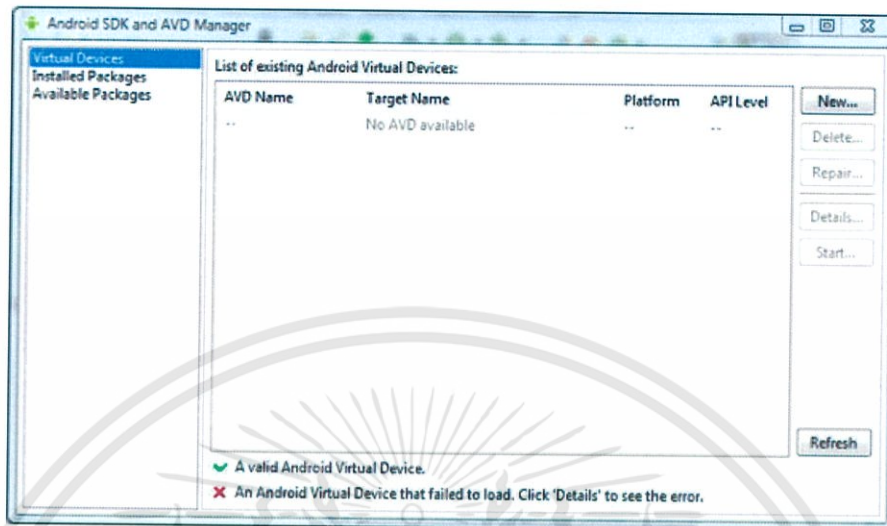 Android SDK and AVD Manager
Virtual Devices
Installed Packages
Available Packages
List of existing Android Virtual Devices:
AVD Name Target Name Platform API Level
-- No AVD available -- --
New...
Delete...
Repair...
Details...
Start...
Refresh
A valid Android Virtual Device.
An Android Virtual Device that failed to load. Click 'Details' to see the error.